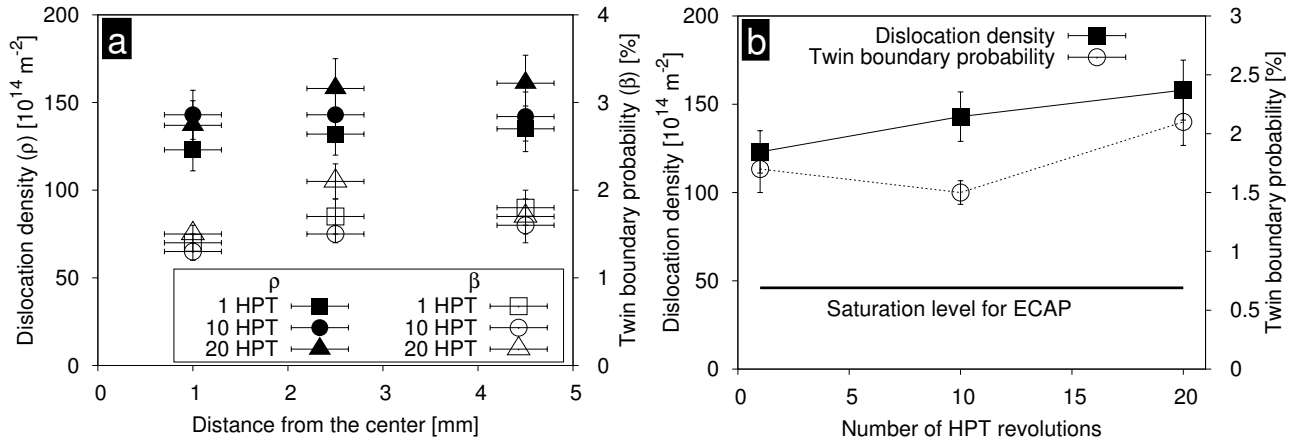 a
200
150
100
50
0
Dislocation density (ρ) [10¹⁴ m⁻²]
4
3
2
1
0
Twin boundary probability (β) [%]
ρ β
1 HPT 1 HPT
10 HPT 10 HPT
20 HPT 20 HPT
0 1 2 3 4 5
Distance from the center [mm]
b
200
150
100
50
0
Dislocation density [10¹⁴ m⁻²]
Dislocation density
Twin boundary probability
3
2.5
2
1.5
1
0.5
0
Twin boundary probability [%]
Saturation level for ECAP
0 5 10 15 20
Number of HPT revolutions